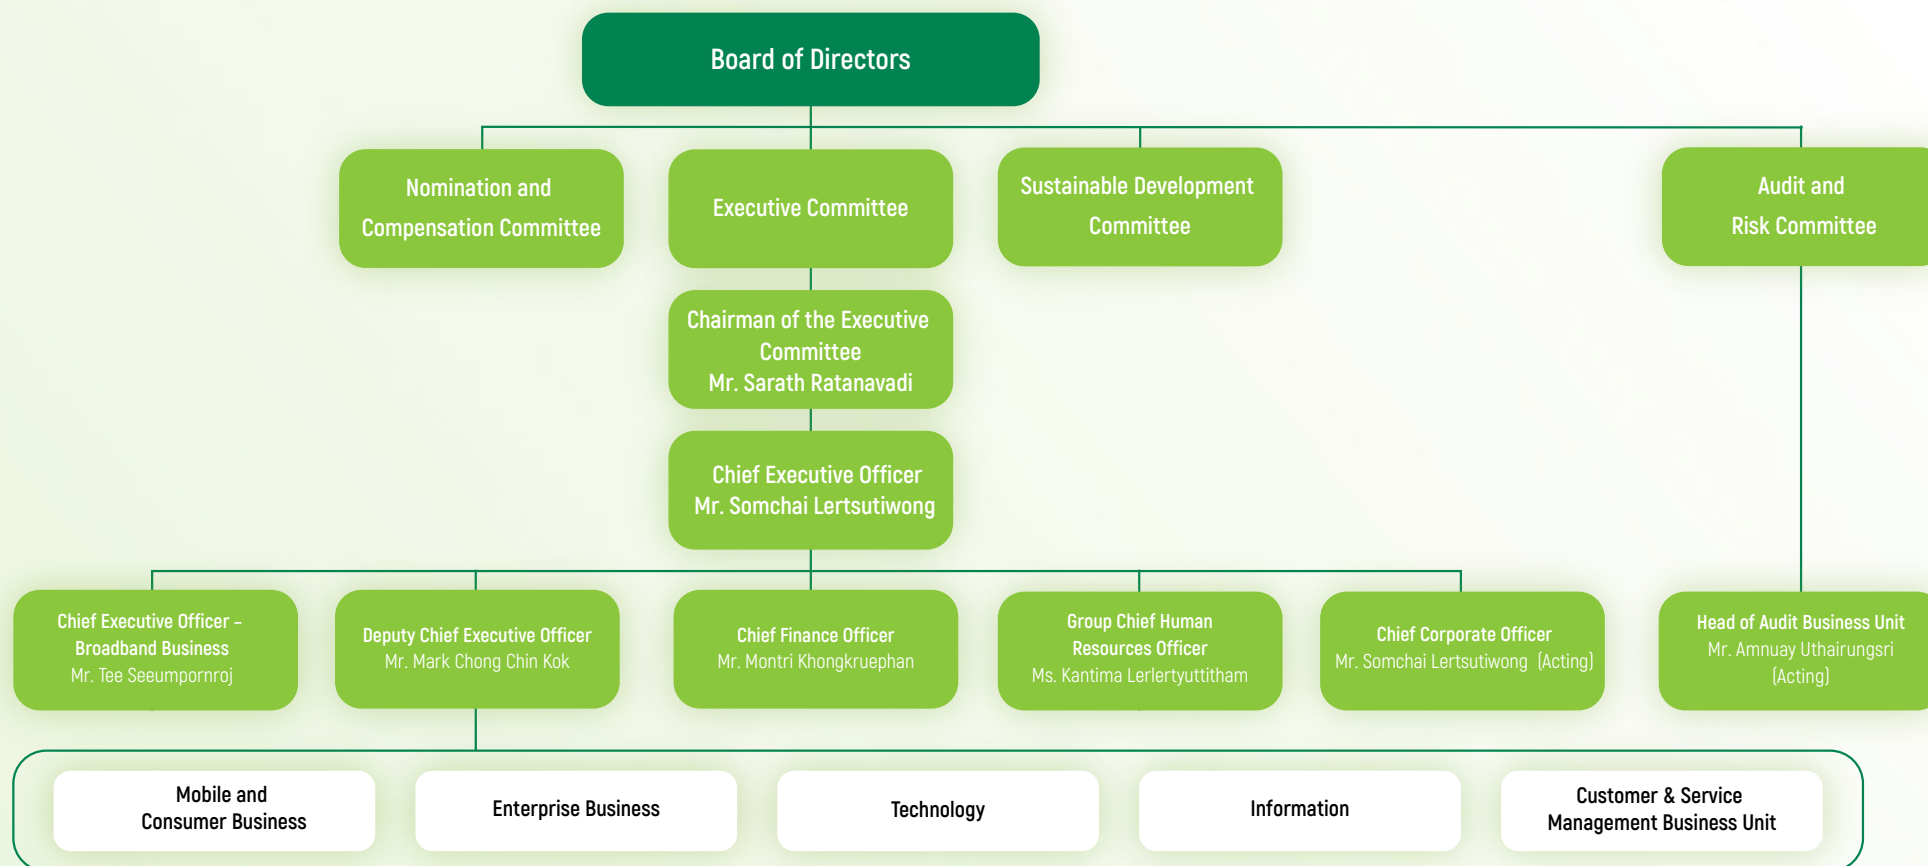 Board of Directors
Nomination and
Compensation Committee
Executive Committee
Sustainable Development
Committee
Audit and
Risk Committee
Chairman of the Executive
Committee
Mr. Sarath Ratanavadi
Chief Executive Officer
Mr. Somchai Lertsutiwong
Chief Executive Officer –
Broadband Business
Mr. Tee Seeumpornroj
Deputy Chief Executive Officer
Mr. Mark Chong Chin Kok
Chief Finance Officer
Mr. Montri Khongkruephan
Group Chief Human
Resources Officer
Ms. Kantima Lerlertyuttitham
Chief Corporate Officer
Mr. Somchai Lertsutiwong (Acting)
Head of Audit Business Unit
Mr. Amnuay Uthairungsri
(Acting)
Mobile and
Consumer Business
Enterprise Business
Technology
Information
Customer & Service
Management Business Unit